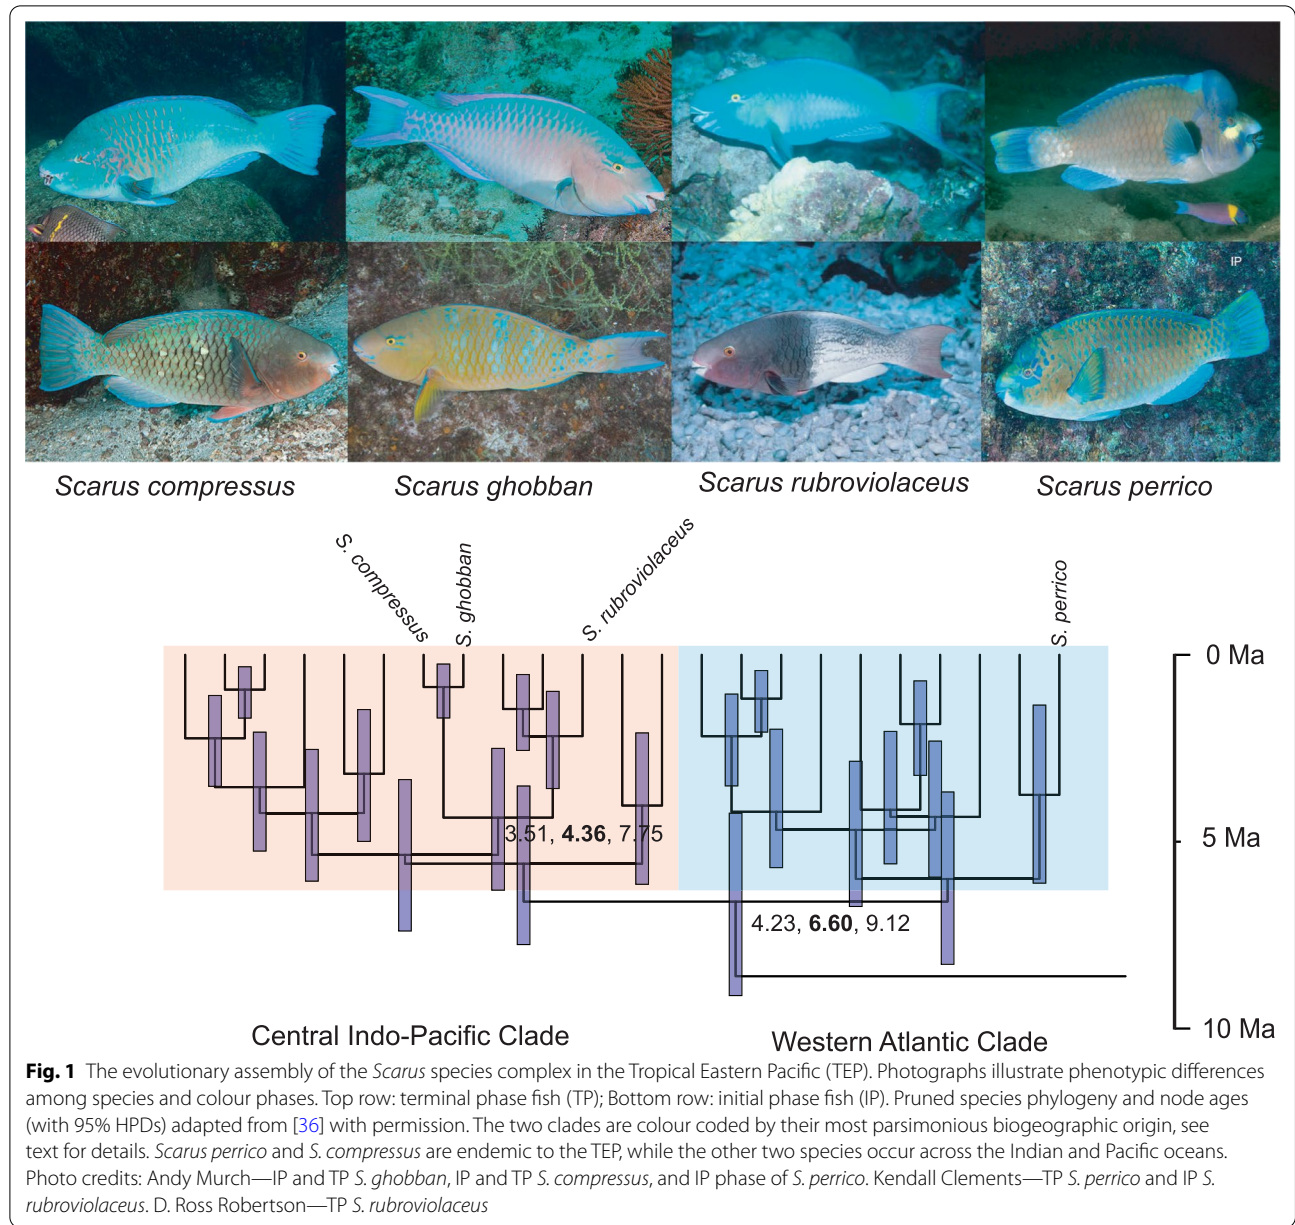 IP
Scarus compressus
Scarus ghobban
Scarus rubroviolaceus
Scarus perrico
S. compressus
S. ghobban
S. rubroviolaceus
S. perrico
0 Ma
3.51, 4.36, 7.75
5 Ma
4.23, 6.60, 9.12
10 Ma
Central Indo-Pacific Clade
Western Atlantic Clade
Fig. 1 The evolutionary assembly of the Scarus species complex in the Tropical Eastern Pacific (TEP). Photographs illustrate phenotypic differences
among species and colour phases. Top row: terminal phase fish (TP); Bottom row: initial phase fish (IP). Pruned species phylogeny and node ages
(with 95% HPDs) adapted from [36] with permission. The two clades are colour coded by their most parsimonious biogeographic origin, see
text for details. Scarus perrico and S. compressus are endemic to the TEP, while the other two species occur across the Indian and Pacific oceans.
Photo credits: Andy Murch—IP and TP S. ghobban, IP and TP S. compressus, and IP phase of S. perrico. Kendall Clements—TP S. perrico and IP S.
rubroviolaceus. D. Ross Robertson—TP S. rubroviolaceus